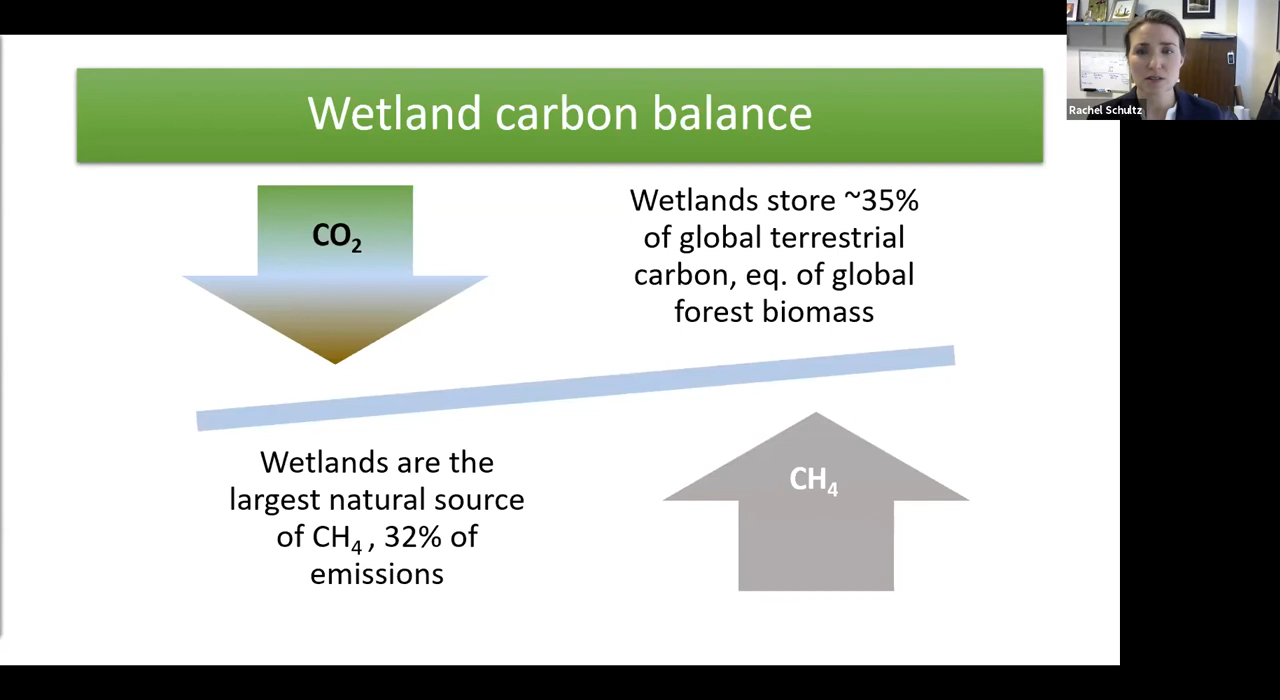 Wetland carbon balance
Rachel Schultz
CO₂
Wetlands store ~35%
of global terrestrial
carbon, eq. of global
forest biomass
Wetlands are the
largest natural source
of CH₄ , 32% of
emissions
CH₄